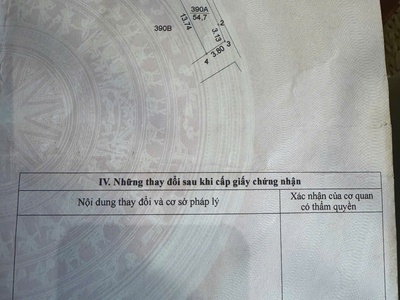 390A
54,7
390B
13.74
2
3.13
3
3.80
4
IV. Những thay đổi sau khi cấp giấy chứng nhận
Nội dung thay đổi và cơ sở pháp lý
Xác nhận của cơ quan
có thẩm quyền